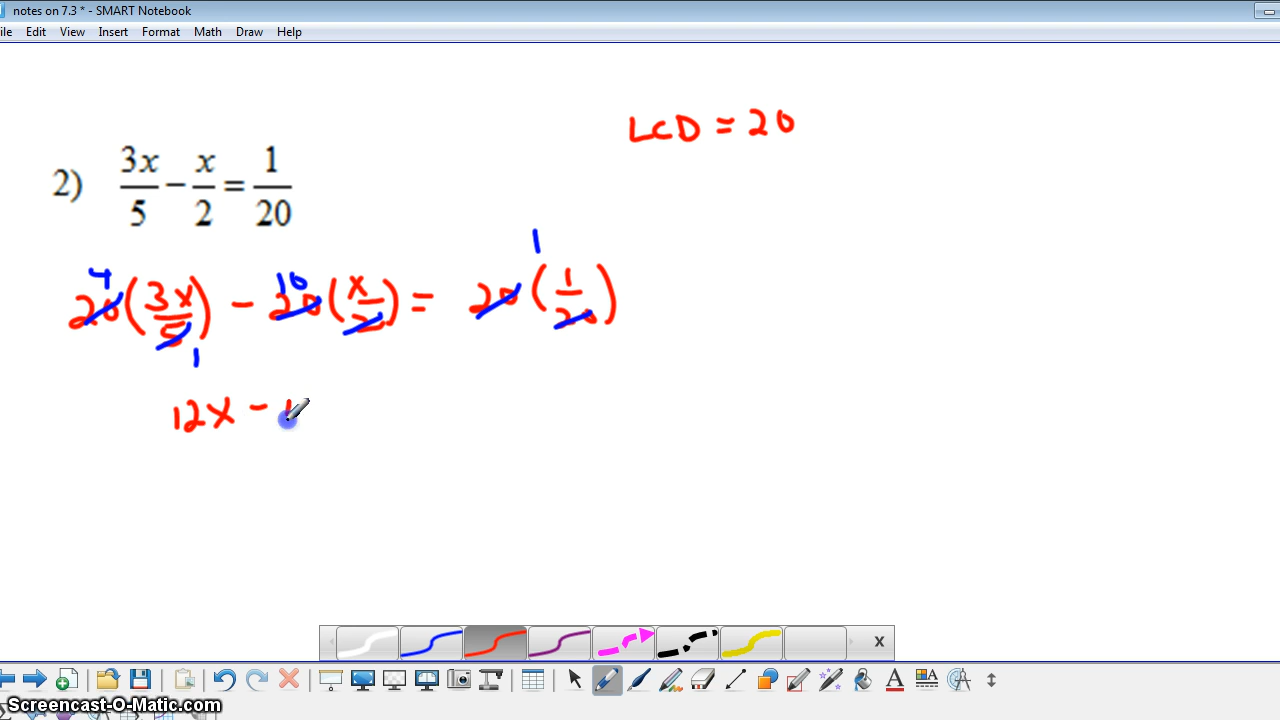 notes on 7.3 * - SMART Notebook
ile Edit View Insert Format Math Draw Help
LCD = 20
2) 3x/5 − x/2 = 1/20
4 10 1
20(3x/5) − 20(x/2) = 20(1/20)
1
12x −
x
Screencast-O-Matic.com